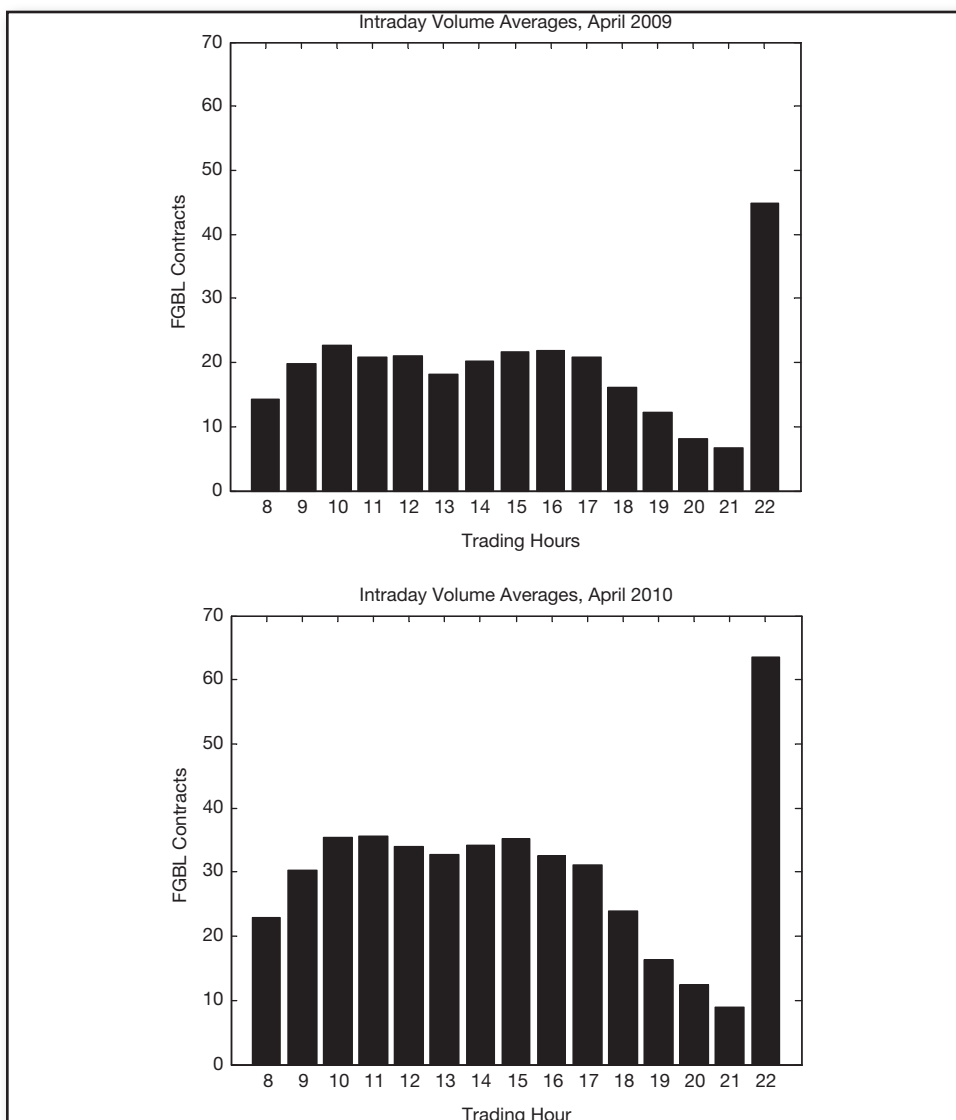 Intraday Volume Averages, April 2009
70
60
50
40
30
20
10
0
FGBL Contracts
8 9 10 11 12 13 14 15 16 17 18 19 20 21 22
Trading Hours
Intraday Volume Averages, April 2010
70
60
50
40
30
20
10
0
FGBL Contracts
8 9 10 11 12 13 14 15 16 17 18 19 20 21 22
Trading Hour